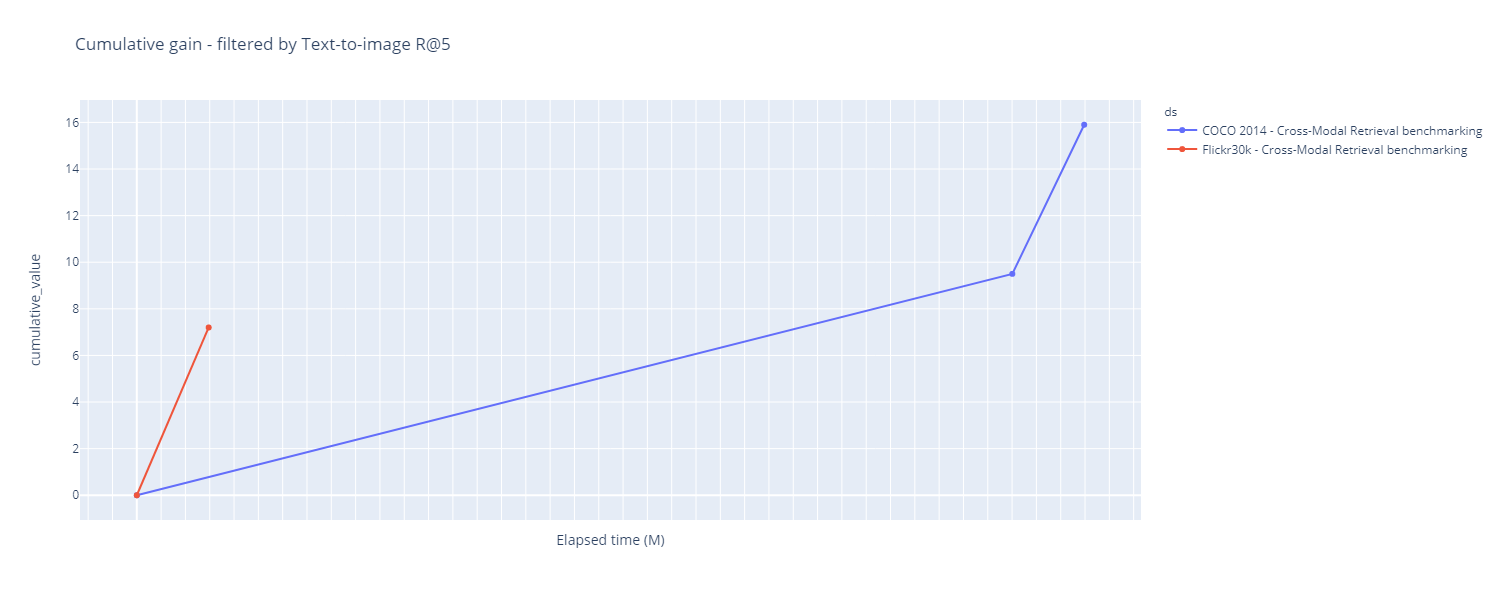 Cumulative gain - filtered by Text-to-image R@5
ds
COCO 2014 - Cross-Modal Retrieval benchmarking
Flickr30k - Cross-Modal Retrieval benchmarking
16
14
12
10
8
6
4
2
0
cumulative_value
Elapsed time (M)